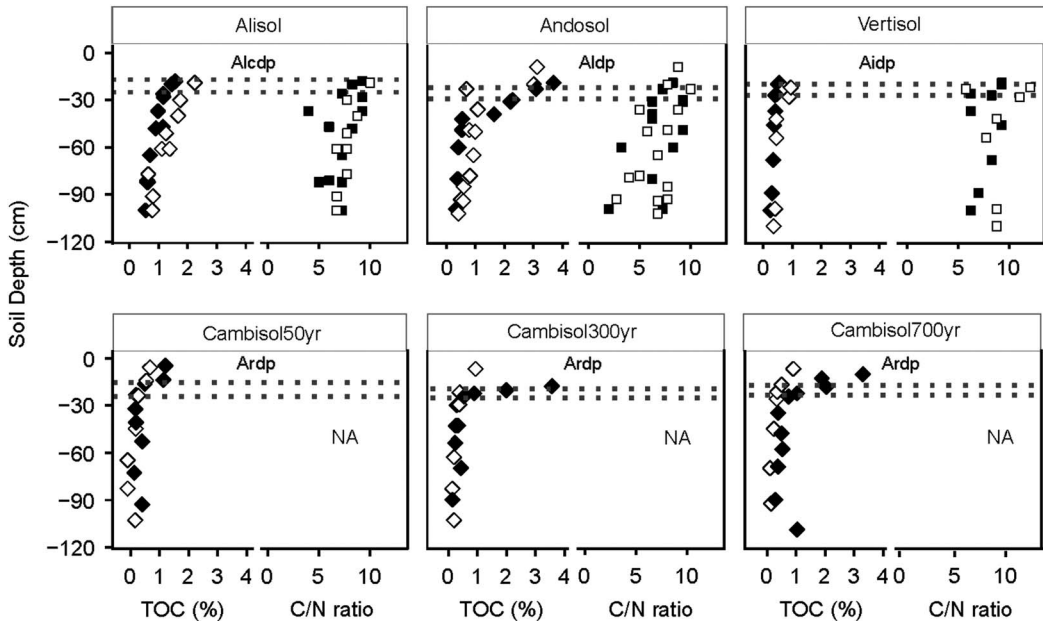 Alisol
Andosol
Vertisol
Alcdp
Aldp
Aidp
0
−30
−60
−90
−120
0 1 2 3 4 5 10
0 1 2 3 4 5 10
0 1 2 3 4 5 10
Soil Depth (cm)
Cambisol50yr
Cambisol300yr
Cambisol700yr
Ardp
Ardp
Ardp
NA
NA
NA
0
−30
−60
−90
−120
0 1 2 3 4 0 5 10
0 1 2 3 4 0 5 10
0 1 2 3 4 0 5 10
TOC (%) C/N ratio
TOC (%) C/N ratio
TOC (%) C/N ratio